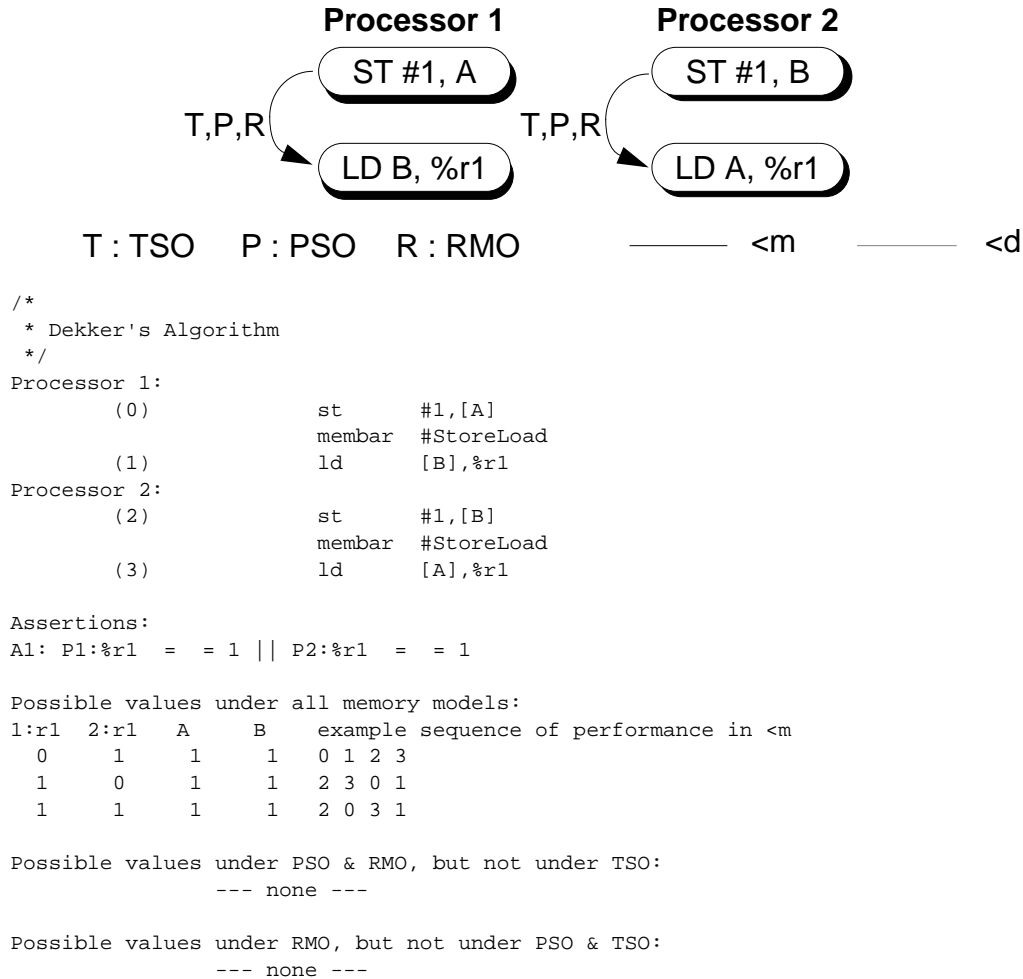 Processor 1 Processor 2
ST #1, A ST #1, B
T,P,R T,P,R
LD B, %r1 LD A, %r1
T : TSO P : PSO R : RMO <m <d
/*
* Dekker's Algorithm
*/
Processor 1:
(0) st #1,[A]
membar #StoreLoad
(1) ld [B],%r1
Processor 2:
(2) st #1,[B]
membar #StoreLoad
(3) ld [A],%r1
Assertions:
A1: P1:%r1 = = 1 || P2:%r1 = = 1
Possible values under all memory models:
1:r1 2:r1 A B example sequence of performance in <m
0 1 1 1 0 1 2 3
1 0 1 1 2 3 0 1
1 1 1 1 2 0 3 1
Possible values under PSO & RMO, but not under TSO:
--- none ---
Possible values under RMO, but not under PSO & TSO:
--- none ---